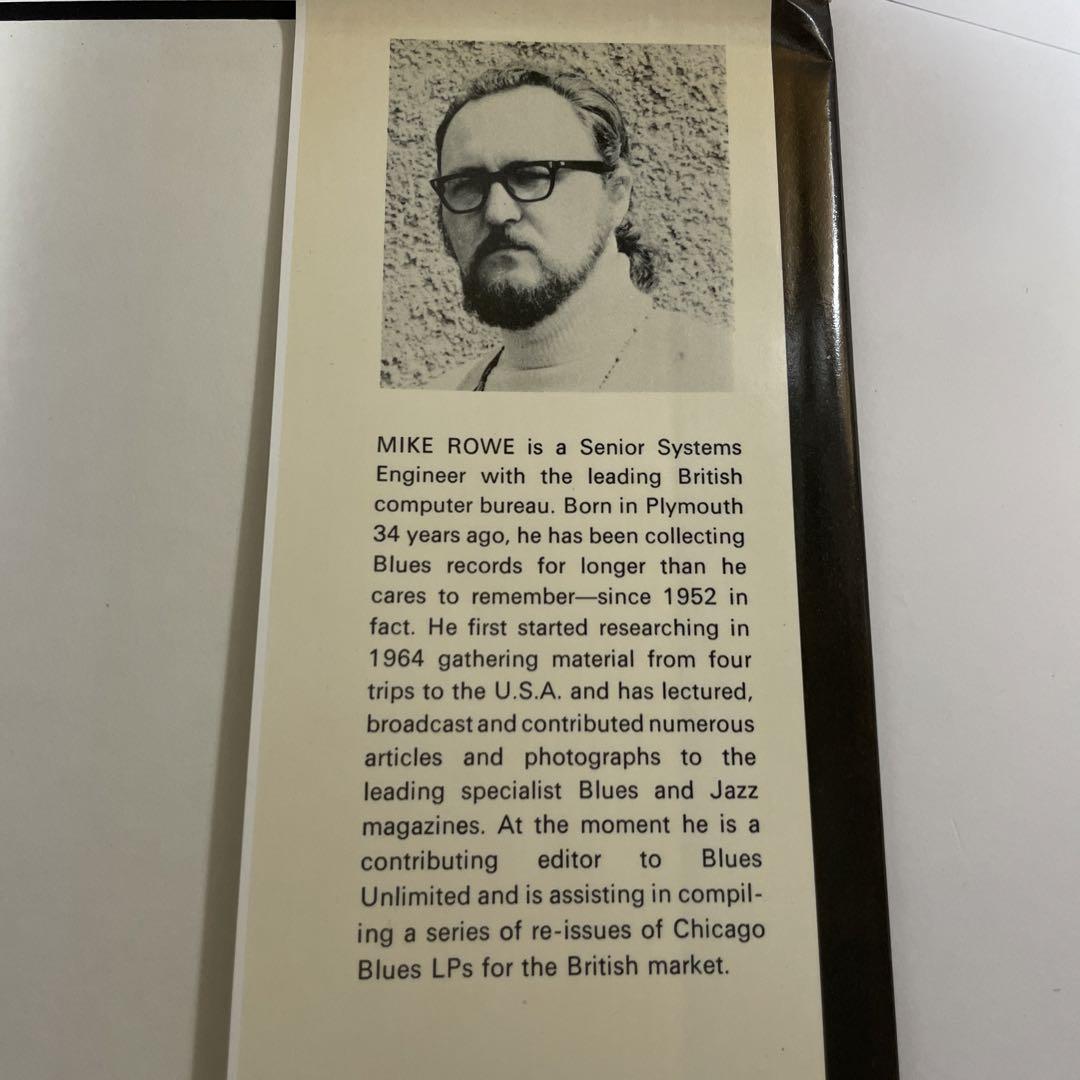 MIKE ROWE is a Senior Systems
Engineer with the leading British
computer bureau. Born in Plymouth
34 years ago, he has been collecting
Blues records for longer than he
cares to remember—since 1952 in
fact. He first started researching in
1964 gathering material from four
trips to the U.S.A. and has lectured,
broadcast and contributed numerous
articles and photographs to the
leading specialist Blues and Jazz
magazines. At the moment he is a
contributing editor to Blues
Unlimited and is assisting in compil-
ing a series of re-issues of Chicago
Blues LPs for the British market.